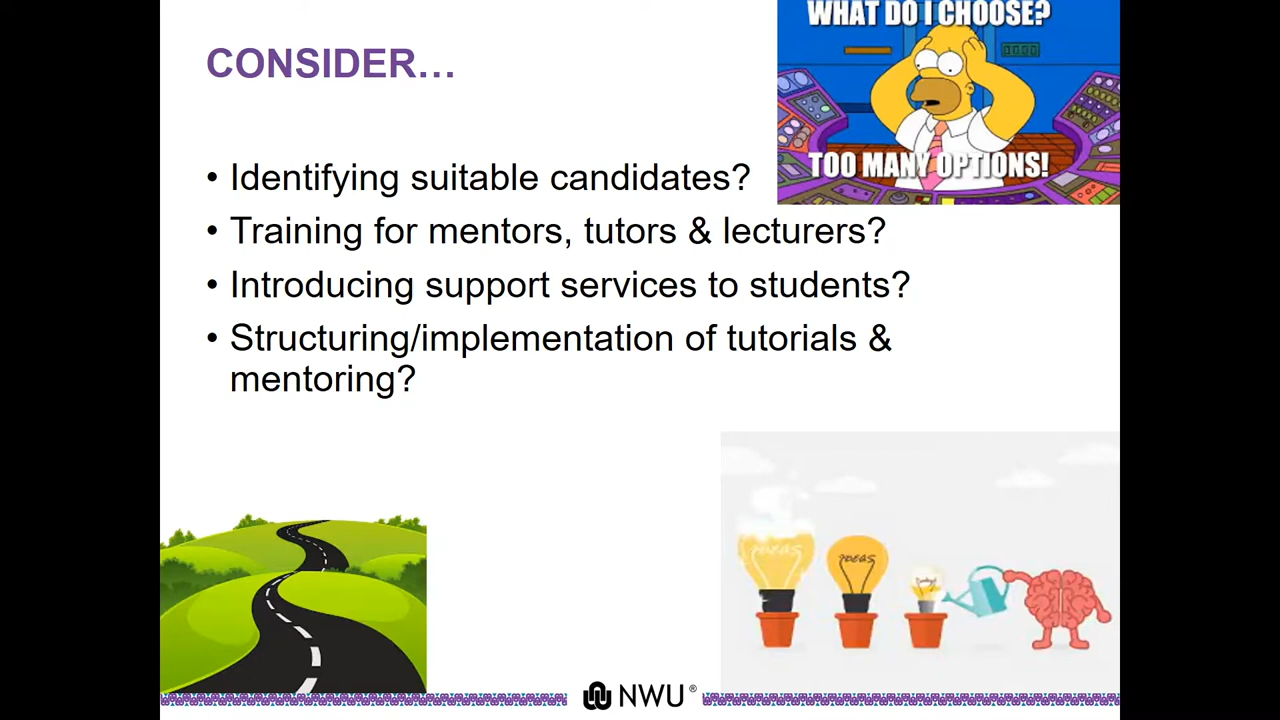 CONSIDER…
WHAT DO I CHOOSE?
TOO MANY OPTIONS!
• Identifying suitable candidates?
• Training for mentors, tutors & lecturers?
• Introducing support services to students?
• Structuring/implementation of tutorials &
mentoring?
ideas
ideas
NWU®